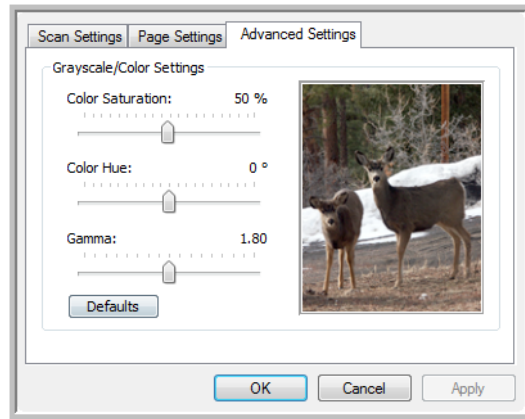 Scan Settings Page Settings Advanced Settings
Grayscale/Color Settings
Color Saturation: 50 %
Color Hue: 0 °
Gamma: 1.80
Defaults
OK Cancel Apply